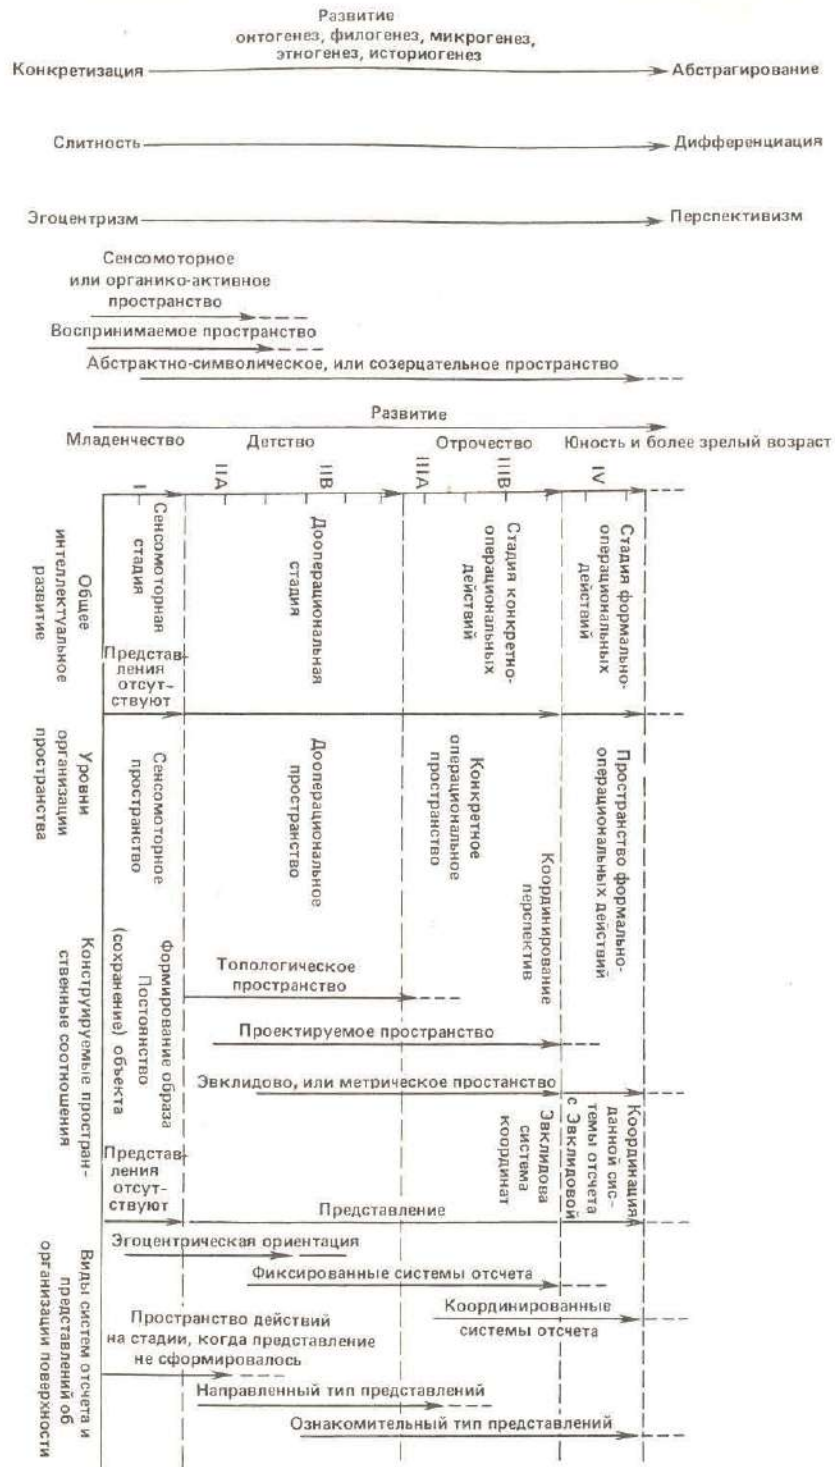 Развитие
онтогенез, филогенез, микрогенез,
этногенез, историогенез
Конкретизация
Абстрагирование
Слитность
Дифференциация
Эгоцентризм
Перспективизм
Сенсомоторное
или органико-активное
пространство
Воспринимаемое пространство
Абстрактно-символическое, или созерцательное пространство
Развитие
Младенчество
Детство
Отрочество
Юность и более зрелый возраст
I
IIА
IIВ
IIIА
IIIВ
IV
Общее
интеллектуальное
развитие
Сенсомоторная
стадия
Представ-
ления
отсут-
ствуют
Дооперациональная
стадия
Стадия конкретно-
операциональных
действий
Стадия формально-
операциональных
действий
Уровни
организации
пространства
Сенсомоторное
пространство
Дооперациональное
пространство
Конкретное
операциональное
пространство
Пространство формально-
операциональных действий
Конструируемые простран-
ственные соотношения
Формирование образа
Постоянство
(сохранение) объекта
Координирование
перспектив
Топологическое
пространство
Проектируемое пространство
Эвклидово, или метрическое простанство
Эвклидова
система
координат
Координация
данной сис-
темы отсчета
с Эвклидовой
Представ-
ления
отсут-
ствуют
Представление
Виды систем отсчета и
представлений об
организации поверхности
Эгоцентрическая ориентация
Фиксированные системы отсчета
Координированные
системы отсчета
Пространство действий
на стадии, когда представление
не сформировалось
Направленный тип представлений
Ознакомительный тип представлений